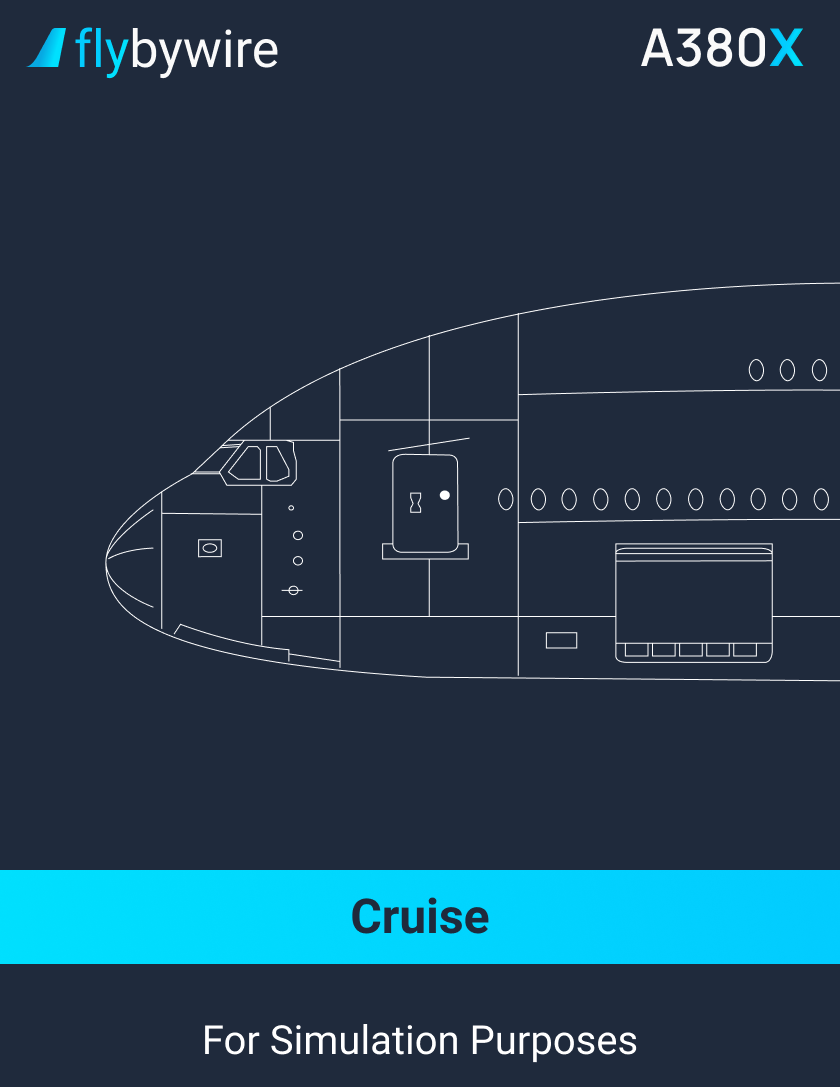 flybywire
A380X
Cruise
For Simulation Purposes